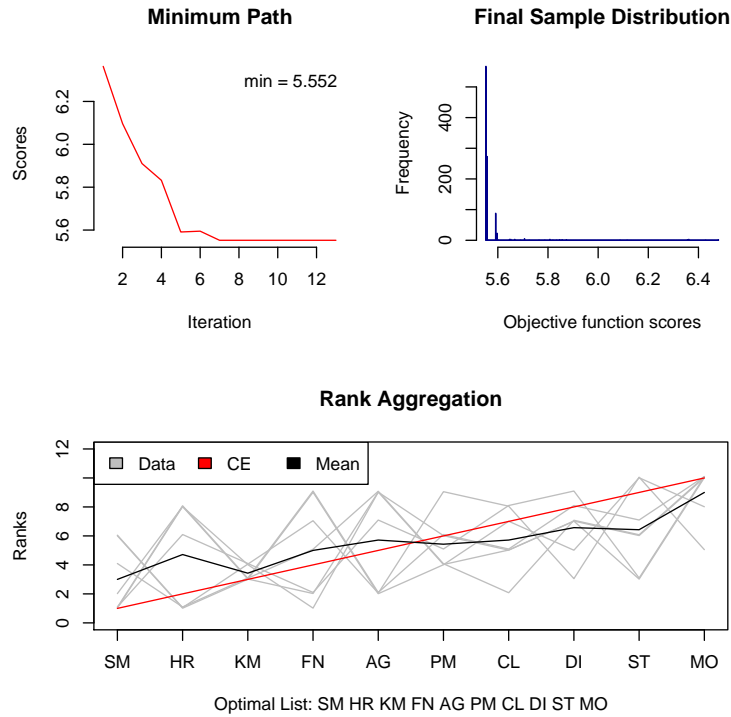 Minimum Path
min = 5.552
Scores
5.6 5.8 6.0 6.2
2 4 6 8 10 12
Iteration
Final Sample Distribution
Frequency
0 200 400
5.6 5.8 6.0 6.2 6.4
Objective function scores
Rank Aggregation
Data CE Mean
Ranks
0 2 4 6 8 12
SM HR KM FN AG PM CL DI ST MO
Optimal List: SM HR KM FN AG PM CL DI ST MO